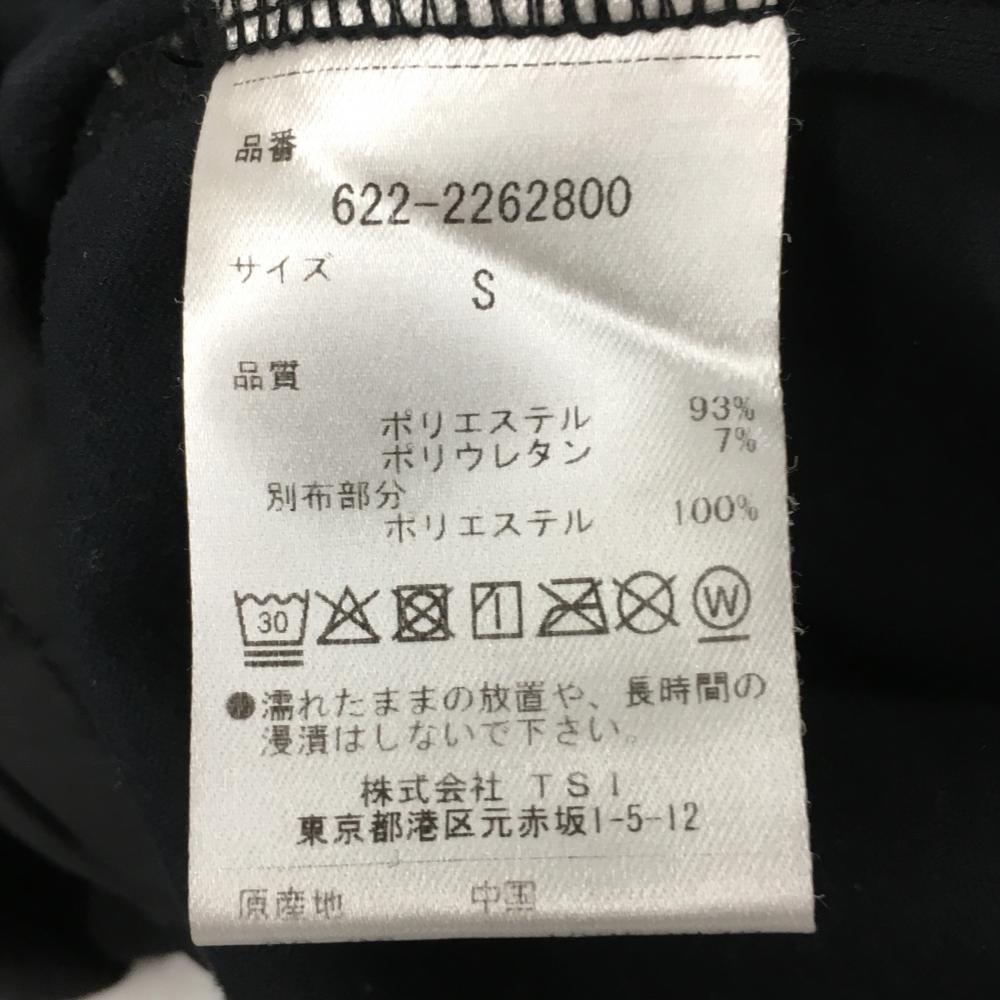 品番
622-2262800
サイズ S
品質
ポリエステル 93%
ポリウレタン 7%
別布部分
ポリエステル 100%
30 W
●濡れたままの放置や、長時間の
浸漬はしないで下さい。
株式会社 TSI
東京都港区元赤坂1-5-12
原産地 中国